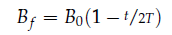 B_f = B_0(1 − t/2T)